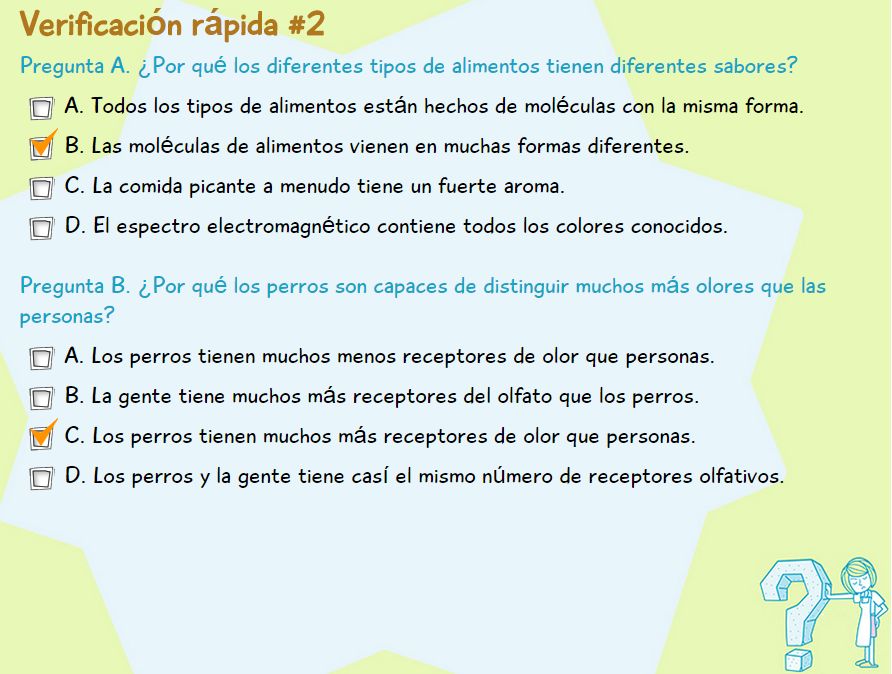 Verificación rápida #2
Pregunta A. ¿Por qué los diferentes tipos de alimentos tienen diferentes sabores?
A. Todos los tipos de alimentos están hechos de moléculas con la misma forma.
B. Las moléculas de alimentos vienen en muchas formas diferentes.
C. La comida picante a menudo tiene un fuerte aroma.
D. El espectro electromagnético contiene todos los colores conocidos.
Pregunta B. ¿Por qué los perros son capaces de distinguir muchos más olores que las
personas?
A. Los perros tienen muchos menos receptores de olor que personas.
B. La gente tiene muchos más receptores del olfato que los perros.
C. Los perros tienen muchos más receptores de olor que personas.
D. Los perros y la gente tiene casí el mismo número de receptores olfativos.